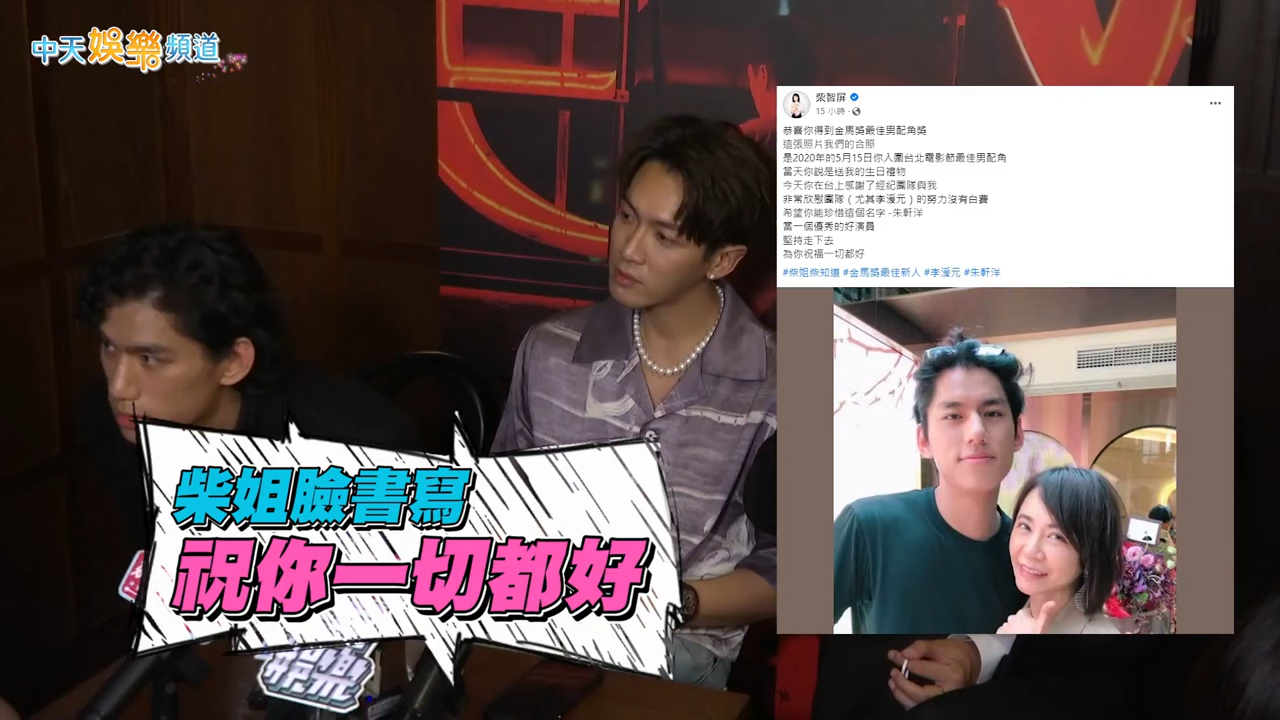 中天娛樂頻道
柴智屏
15 小時
恭喜你得到金馬獎最佳男配角獎
這張照片我們的合照
是2020年的5月15日你入圍台北電影節最佳男配角
當天你說是送我的生日禮物
今天你在台上感謝了經紀團隊與我
非常欣慰團隊（尤其李湲元）的努力沒有白費
希望你能珍惜這個名字 -朱軒洋
當一個優秀的好演員
堅持走下去
為你祝福一切都好
#柴姐柴知道 #金馬獎最佳新人 #李湲元 #朱軒洋
柴姐臉書寫
祝你一切都好
娛樂